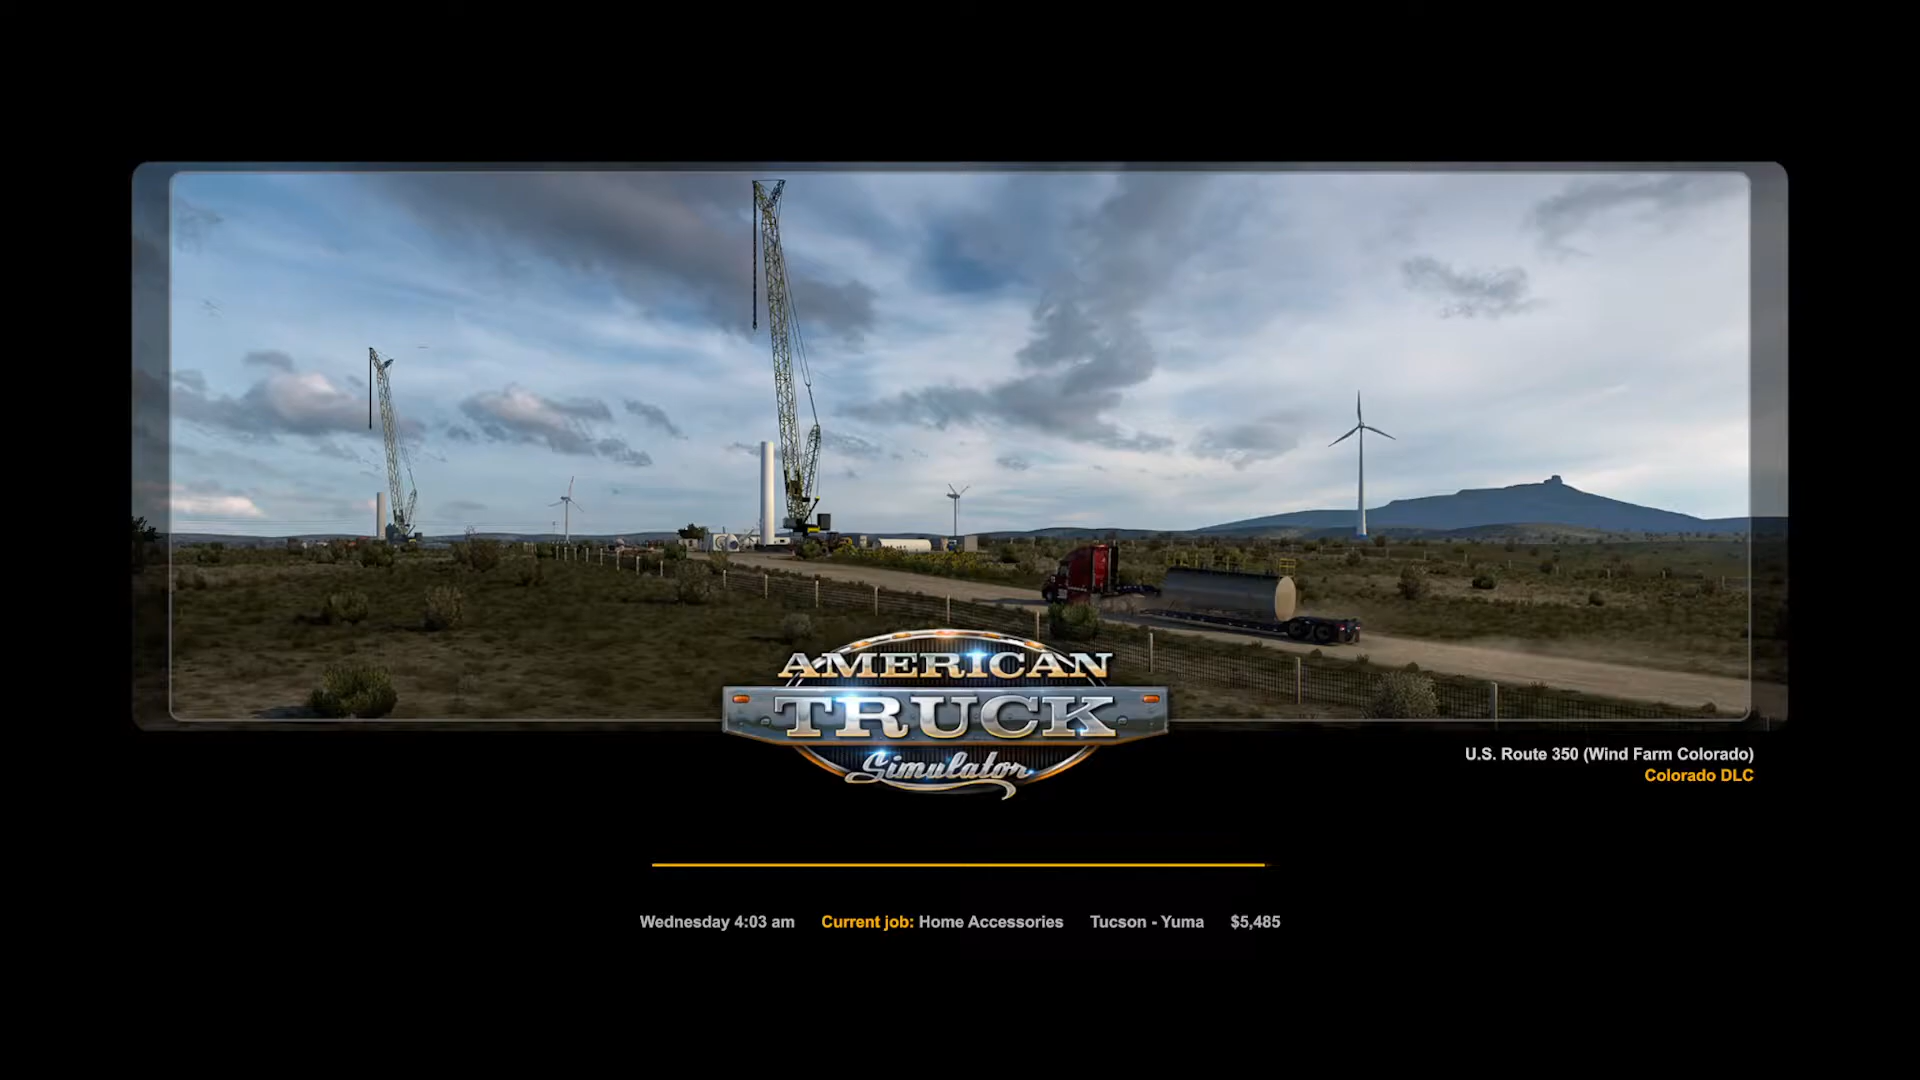 AMERICAN
TRUCK
Simulator
U.S. Route 350 (Wind Farm Colorado)
Colorado DLC
Wednesday 4:03 am Current job: Home Accessories Tucson - Yuma $5,485